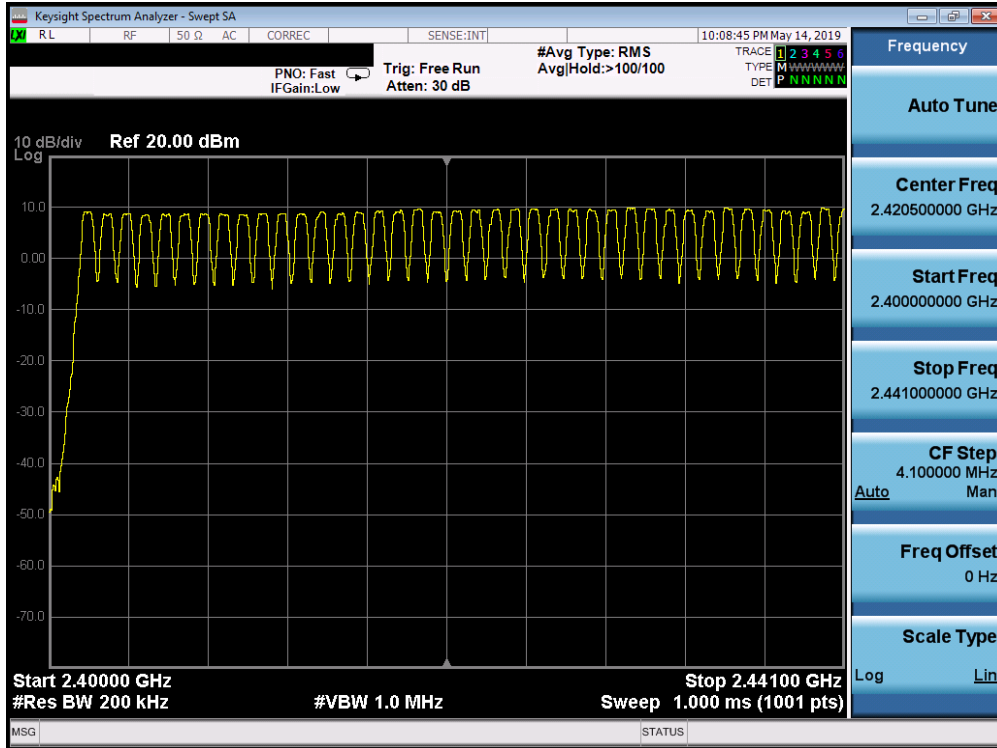 Keysight Spectrum Analyzer - Swept SA
LXI RL RF 50 Ω AC CORREC SENSE:INT 10:08:45 PM May 14, 2019
PNO: Fast
IFGain:Low
Trig: Free Run
Atten: 30 dB
#Avg Type: RMS
Avg|Hold:>100/100
TRACE 1 2 3 4 5 6
TYPE M W W W W W
DET P N N N N N
10 dB/div
Log
Ref 20.00 dBm
10.0
0.00
-10.0
-20.0
-30.0
-40.0
-50.0
-60.0
-70.0
Start 2.40000 GHz
Stop 2.44100 GHz
#Res BW 200 kHz
#VBW 1.0 MHz
Sweep 1.000 ms (1001 pts)
MSG
STATUS
Frequency
Auto Tune
Center Freq
2.420500000 GHz
Start Freq
2.400000000 GHz
Stop Freq
2.441000000 GHz
CF Step
4.100000 MHz
Auto Man
Freq Offset
0 Hz
Scale Type
Log Lin